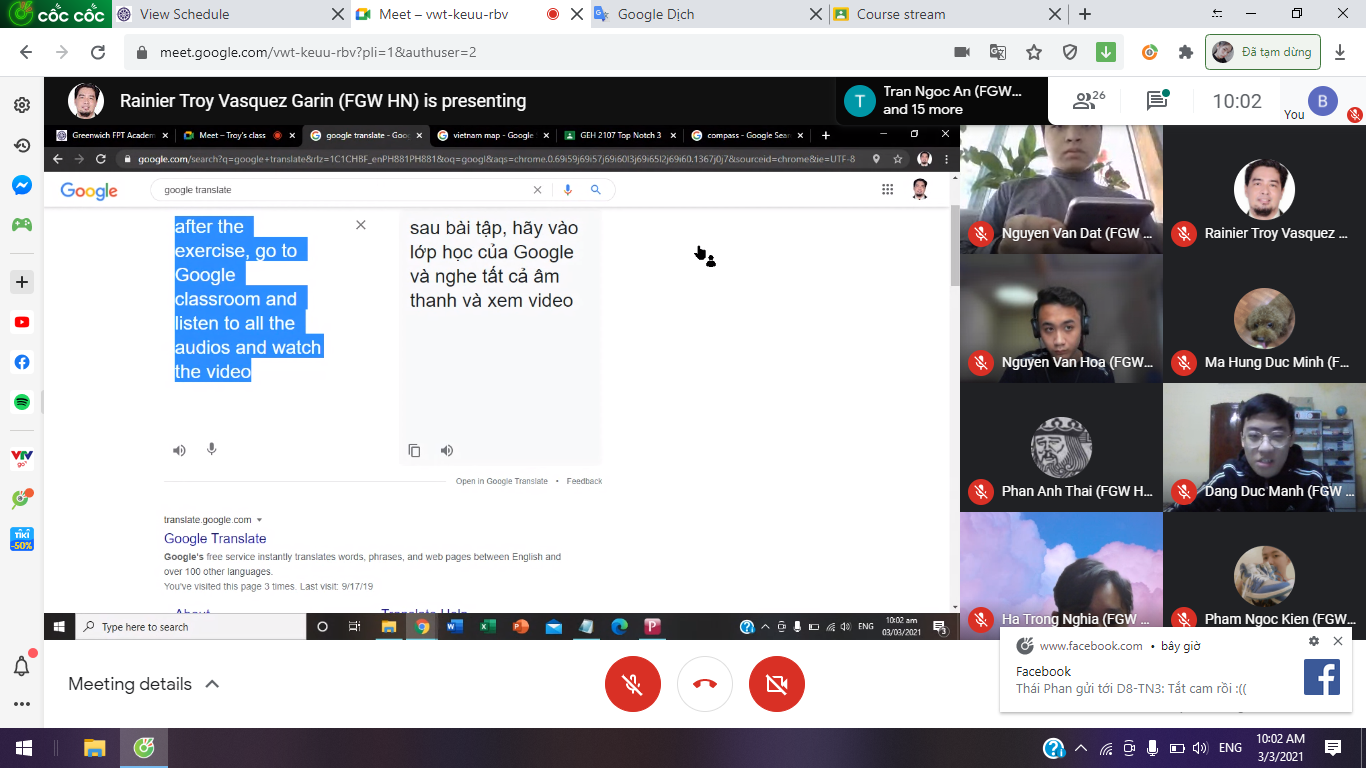 cốc cốc
View Schedule
Meet – vwt-keuu-rbv
Google Dịch
Course stream
meet.google.com/vwt-keuu-rbv?pli=1&authuser=2
Đã tạm dừng
Rainier Troy Vasquez Garin (FGW HN) is presenting
T
Tran Ngoc An (FGW...
and 15 more
26
10:02
You
B
Greenwich FPT Academ
Meet – Troy's class
google translate - Goo
vietnam map - Google
GEH 2107 Top Notch 3
compass - Google Sear
google.com/search?q=google+translate&rlz=1C1CHBF_enPH881PH881&oq=googl&aqs=chrome.0.69i59j69i57j69i60l3j69i65l2j69i60.1367j0j7&sourceid=chrome&ie=UTF-8
Google
google translate
after the
exercise, go to
Google
classroom and
listen to all the
audios and watch
the video
sau bài tập, hãy vào
lớp học của Google
và nghe tất cả âm
thanh và xem video
Open in Google Translate • Feedback
translate.google.com
Google Translate
Google's free service instantly translates words, phrases, and web pages between English and
over 100 other languages.
You've visited this page 3 times. Last visit: 9/17/19
About
Translate Help
Type here to search
ENG
10:02 am
03/03/2021
3
Nguyen Van Dat (FGW ...
Rainier Troy Vasquez ...
Nguyen Van Hoa (FGW...
Ma Hung Duc Minh (F...
Phan Anh Thai (FGW H...
Dang Duc Manh (FGW ...
Ha Trong Nghia (FGW ...
Pham Ngoc Kien (FGW...
VTV
go
TIKI
-50%
Meeting details
www.facebook.com • bây giờ
Facebook
Thái Phan gửi tới D8-TN3: Tắt cam rồi :((
ENG
10:02 AM
3/3/2021